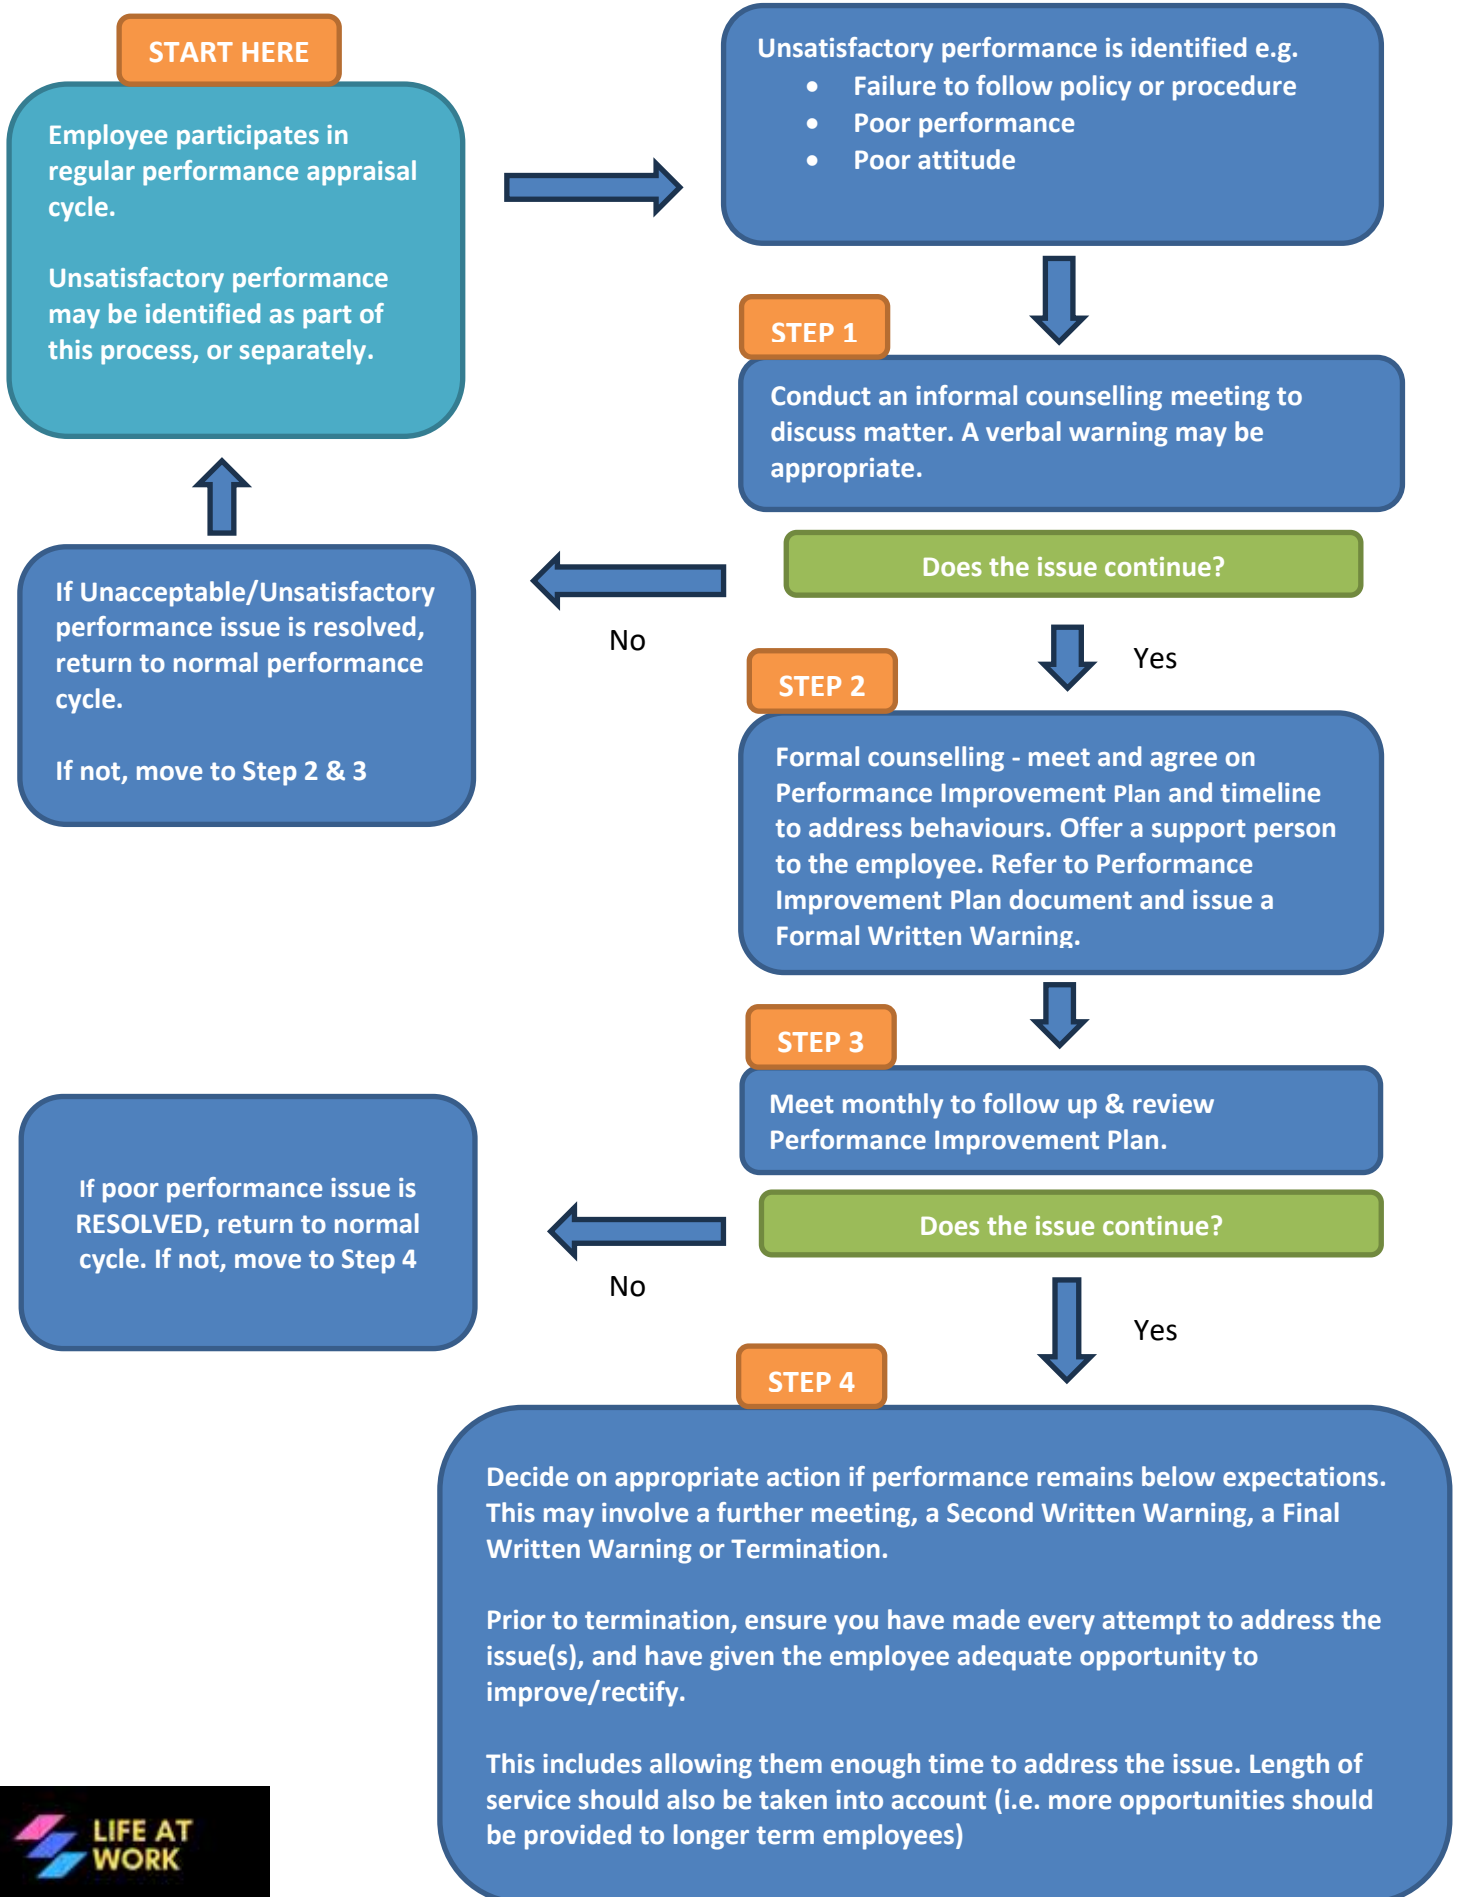 START HERE
Employee participates in
regular performance appraisal
cycle.
Unsatisfactory performance
may be identified as part of
this process, or separately.
Unsatisfactory performance is identified e.g.
• Failure to follow policy or procedure
• Poor performance
• Poor attitude
STEP 1
Conduct an informal counselling meeting to
discuss matter. A verbal warning may be
appropriate.
Does the issue continue?
No
Yes
If Unacceptable/Unsatisfactory
performance issue is resolved,
return to normal performance
cycle.
If not, move to Step 2 & 3
STEP 2
Formal counselling - meet and agree on
Performance Improvement Plan and timeline
to address behaviours. Offer a support person
to the employee. Refer to Performance
Improvement Plan document and issue a
Formal Written Warning.
STEP 3
Meet monthly to follow up & review
Performance Improvement Plan.
Does the issue continue?
No
Yes
If poor performance issue is
RESOLVED, return to normal
cycle. If not, move to Step 4
STEP 4
Decide on appropriate action if performance remains below expectations.
This may involve a further meeting, a Second Written Warning, a Final
Written Warning or Termination.
Prior to termination, ensure you have made every attempt to address the
issue(s), and have given the employee adequate opportunity to
improve/rectify.
This includes allowing them enough time to address the issue. Length of
service should also be taken into account (i.e. more opportunities should
be provided to longer term employees)
LIFE AT
WORK